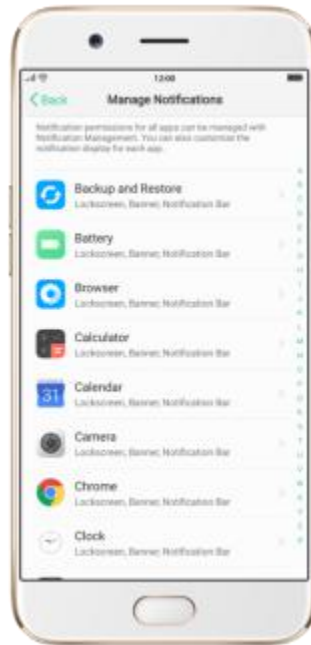 12:00
Back
Manage Notifications
Notification permissions for all apps can be managed with
Notification Management. You can also customize the
notification display for each app.
Backup and Restore
Lockscreen, Banner, Notification Bar
Battery
Lockscreen, Banner, Notification Bar
Browser
Lockscreen, Banner, Notification Bar
Calculator
Lockscreen, Banner, Notification Bar
31
Calendar
Lockscreen, Banner, Notification Bar
Camera
Lockscreen, Banner, Notification Bar
Chrome
Lockscreen, Banner, Notification Bar
Clock
Lockscreen, Banner, Notification Bar